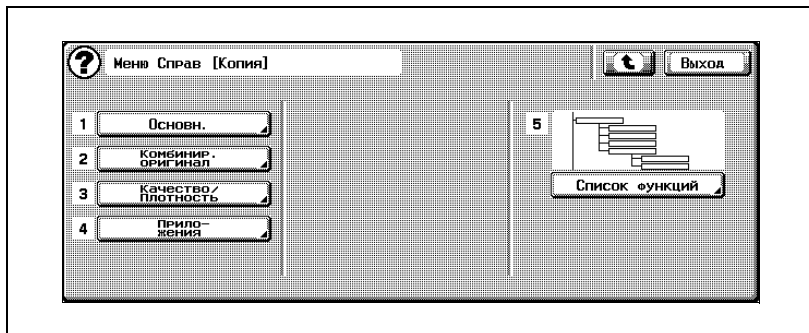 ? Меню Справ [Копия]
Выход
1 Основн.
2 Комбинир.
оригинал
3 Качество/
Плотность
4 Прило-
жения
5
Список функций